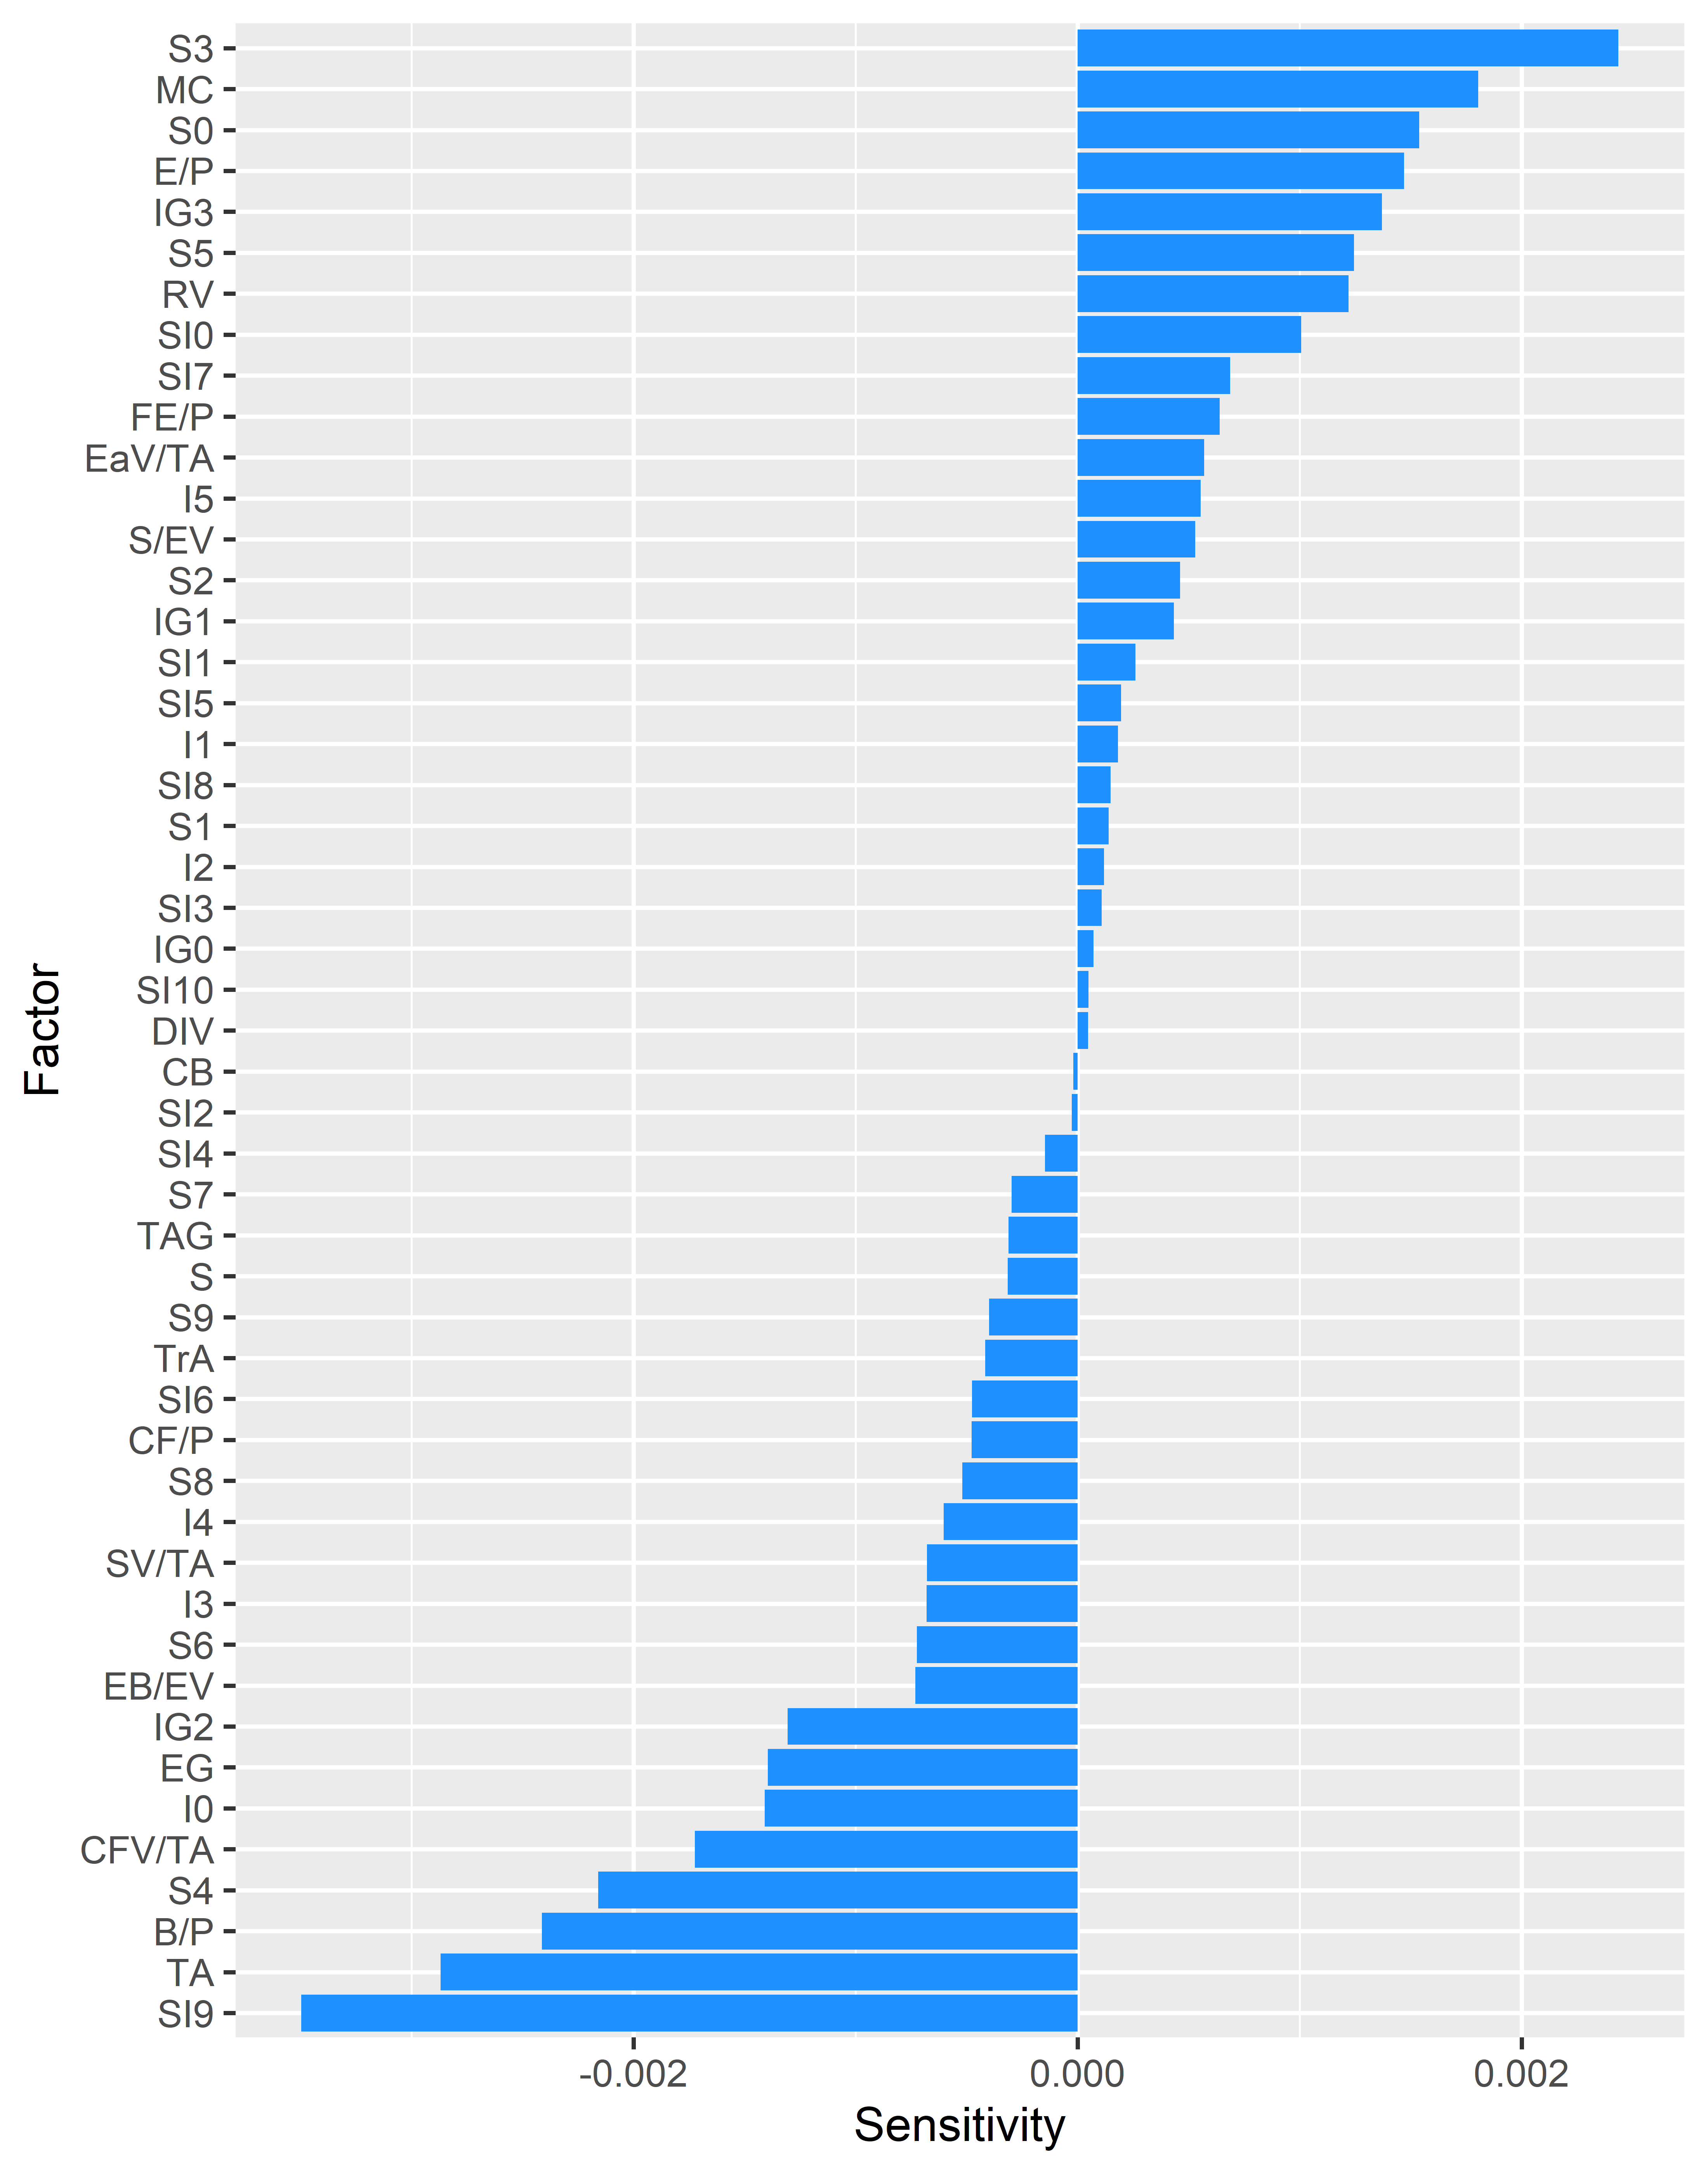 S3
MC
S0
E/P
IG3
S5
RV
SI0
SI7
FE/P
EaV/TA
I5
S/EV
S2
IG1
SI1
SI5
I1
SI8
S1
I2
SI3
IG0
SI10
DIV
CB
SI2
SI4
S7
TAG
S
S9
TrA
SI6
CF/P
S8
I4
SV/TA
I3
S6
EB/EV
IG2
EG
I0
CFV/TA
S4
B/P
TA
SI9
Factor
-0.002 0.000 0.002
Sensitivity